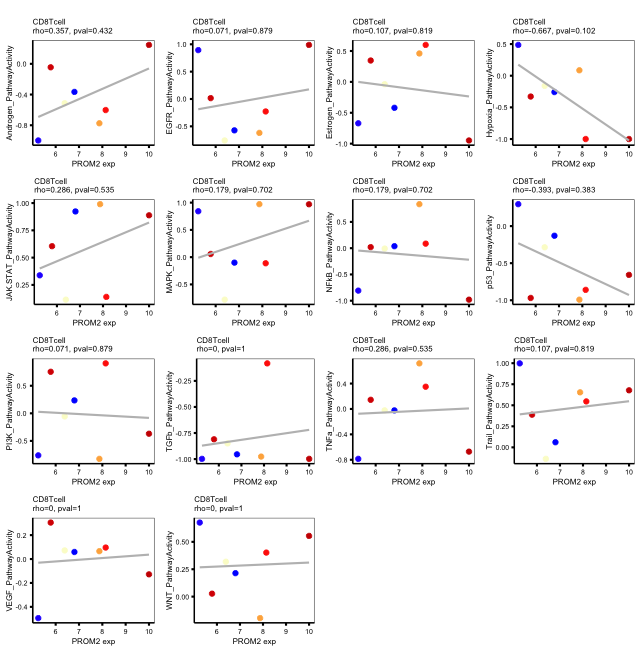 CD8Tcell
rho=0.357, pval=0.432
Androgen_PathwayActivity
0.0
-0.4
-0.8
6 7 8 9 10
PROM2 exp
CD8Tcell
rho=0.071, pval=0.879
EGFR_PathwayActivity
1.0
0.5
0.0
-0.5
6 7 8 9 10
PROM2 exp
CD8Tcell
rho=0.107, pval=0.819
Estrogen_PathwayActivity
0.5
0.0
-0.5
-1.0
6 7 8 9 10
PROM2 exp
CD8Tcell
rho=-0.667, pval=0.102
Hypoxia_PathwayActivity
0.5
0.0
-0.5
-1.0
6 7 8 9 10
PROM2 exp
CD8Tcell
rho=0.286, pval=0.535
JAK.STAT_PathwayActivity
1.00
0.75
0.50
0.25
6 7 8 9 10
PROM2 exp
CD8Tcell
rho=0.179, pval=0.702
MAPK_PathwayActivity
1.0
0.5
0.0
-0.5
6 7 8 9 10
PROM2 exp
CD8Tcell
rho=0.179, pval=0.702
NFkB_PathwayActivity
0.5
0.0
-0.5
-1.0
6 7 8 9 10
PROM2 exp
CD8Tcell
rho=-0.393, pval=0.383
p53_PathwayActivity
0.0
-0.5
-1.0
6 7 8 9 10
PROM2 exp
CD8Tcell
rho=0.071, pval=0.879
PI3K_PathwayActivity
0.5
0.0
-0.5
6 7 8 9 10
PROM2 exp
CD8Tcell
rho=0, pval=1
TGFb_PathwayActivity
-0.25
-0.50
-0.75
-1.00
6 7 8 9 10
PROM2 exp
CD8Tcell
rho=0.286, pval=0.535
TNFa_PathwayActivity
0.4
0.0
-0.4
-0.8
6 7 8 9 10
PROM2 exp
CD8Tcell
rho=0.107, pval=0.819
Trail_PathwayActivity
1.00
0.75
0.50
0.25
0.00
6 7 8 9 10
PROM2 exp
CD8Tcell
rho=0, pval=1
VEGF_PathwayActivity
0.2
0.0
-0.2
-0.4
6 7 8 9 10
PROM2 exp
CD8Tcell
rho=0, pval=1
WNT_PathwayActivity
0.50
0.25
0.00
6 7 8 9 10
PROM2 exp